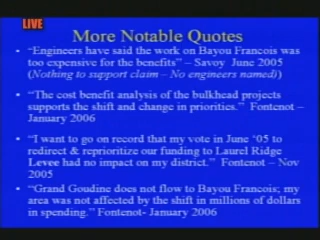 LIVE
More Notable Quotes
• "Engineers have said the work on Bayou Francois was
too expensive for the benefits" – Savoy June 2005
(Nothing to support claim – No engineers named))
• "The cost benefit analysis of the bulkhead projects
supports the shift and change in priorities." Fontenot –
January 2006
• "I want to go on record that my vote in June '05 to
redirect & reprioritize our funding to Laurel Ridge
Levee had no impact on my district." Fontenot – Nov
2005
• "Grand Goudine does not flow to Bayou Francois; my
area was not affected by the shift in millions of dollars
in spending." Fontenot- January 2006